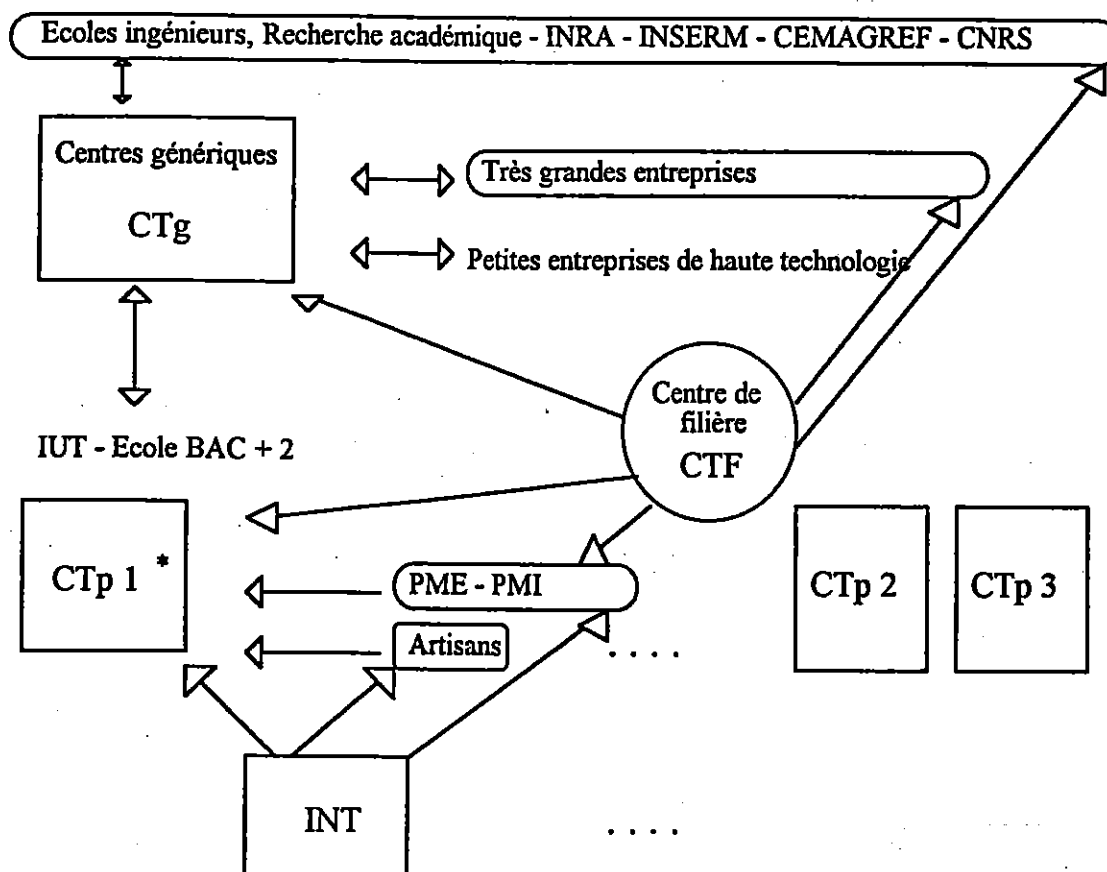 Ecoles ingénieurs, Recherche académique - INRA - INSERM - CEMAGREF - CNRS
Centres génériques
CTg
Très grandes entreprises
Petites entreprises de haute technologie
Centre de
filière
CTF
IUT - Ecole BAC + 2
CTp 1 *
PME - PMI
Artisans
. . . .
CTp 2
CTp 3
INT
. . . .